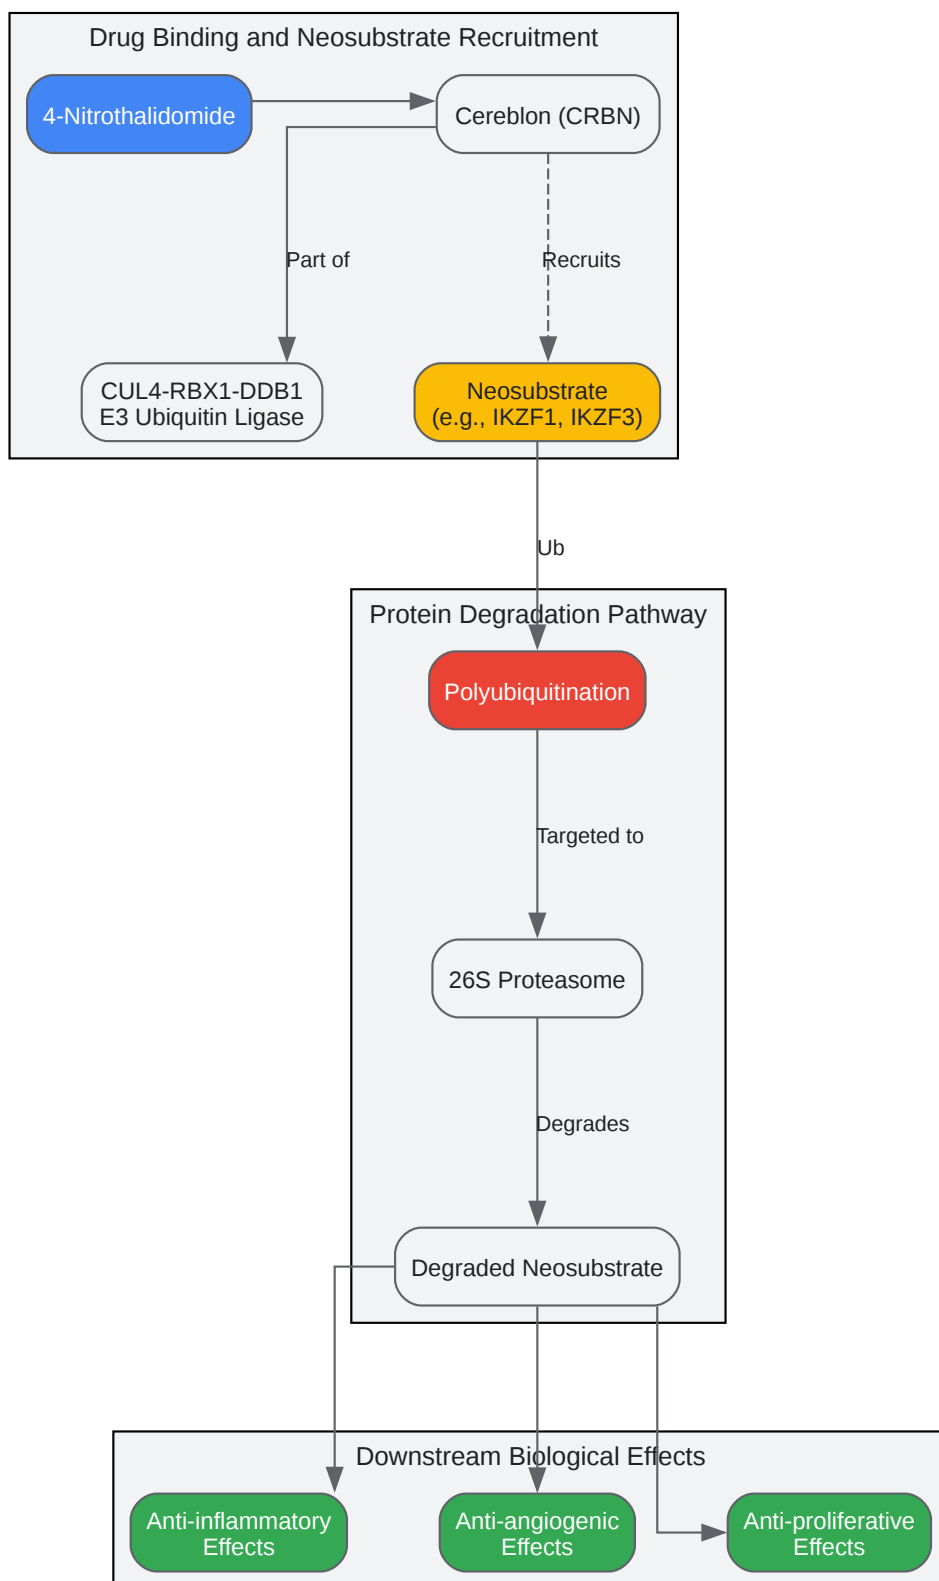 Drug Binding and Neosubstrate Recruitment
4-Nitrothalidomide
Cereblon (CRBN)
Part of
Recruits
CUL4-RBX1-DDB1
E3 Ubiquitin Ligase
Neosubstrate
(e.g., IKZF1, IKZF3)
Ub
Protein Degradation Pathway
Polyubiquitination
Targeted to
26S Proteasome
Degrades
Degraded Neosubstrate
Downstream Biological Effects
Anti-inflammatory
Effects
Anti-angiogenic
Effects
Anti-proliferative
Effects